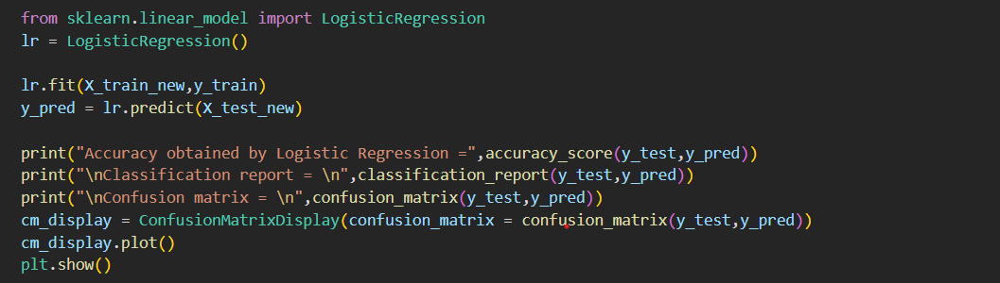 from sklearn.linear_model import LogisticRegression
lr = LogisticRegression()
lr.fit(X_train_new,y_train)
y_pred = lr.predict(X_test_new)
print("Accuracy obtained by Logistic Regression =",accuracy_score(y_test,y_pred))
print("\nClassification report = \n",classification_report(y_test,y_pred))
print("\nConfusion matrix = \n",confusion_matrix(y_test,y_pred))
cm_display = ConfusionMatrixDisplay(confusion_matrix = confusion_matrix(y_test,y_pred))
cm_display.plot()
plt.show()